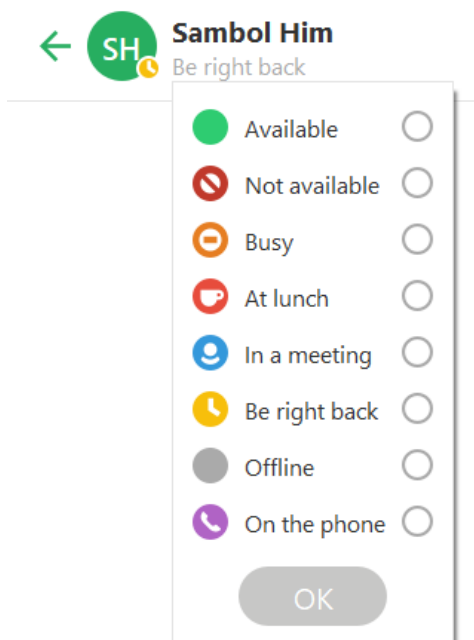 SH
Sambol Him
Be right back
Available
Not available
Busy
At lunch
In a meeting
Be right back
Offline
On the phone
OK